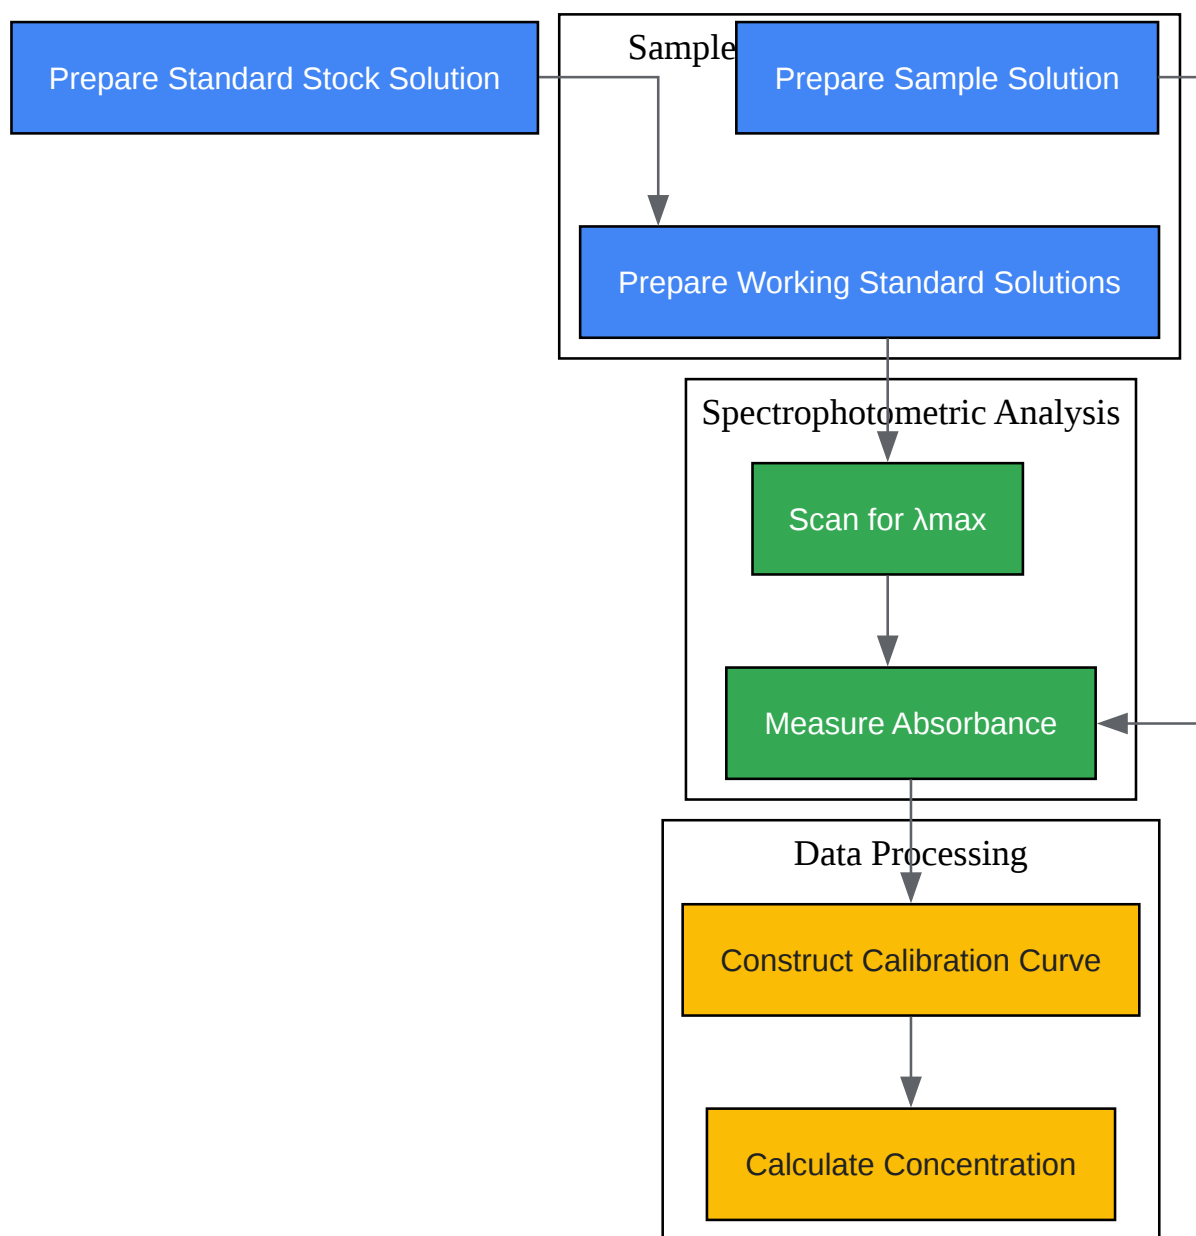 Prepare Standard Stock Solution
Sample
Prepare Sample Solution
Prepare Working Standard Solutions
Spectrophotometric Analysis
Scan for λmax
Measure Absorbance
Data Processing
Construct Calibration Curve
Calculate Concentration